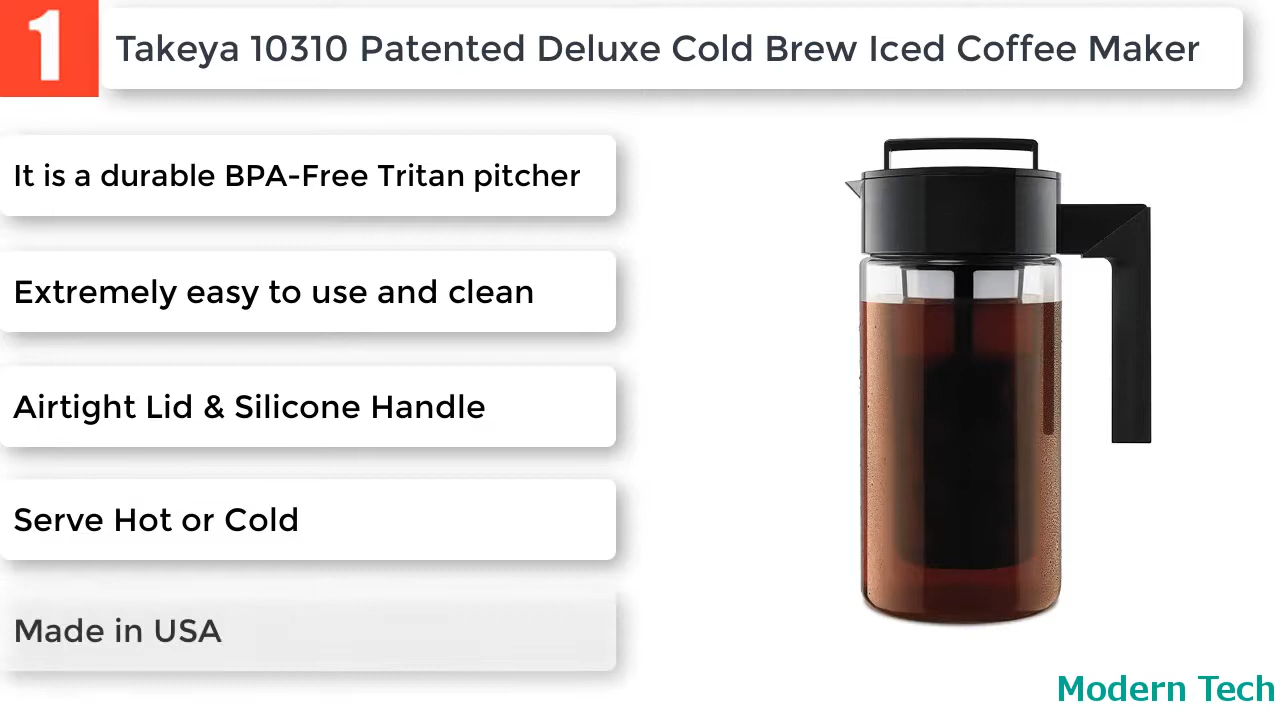 1
Takeya 10310 Patented Deluxe Cold Brew Iced Coffee Maker
It is a durable BPA-Free Tritan pitcher
Extremely easy to use and clean
Airtight Lid & Silicone Handle
Serve Hot or Cold
Made in USA
Modern Tech